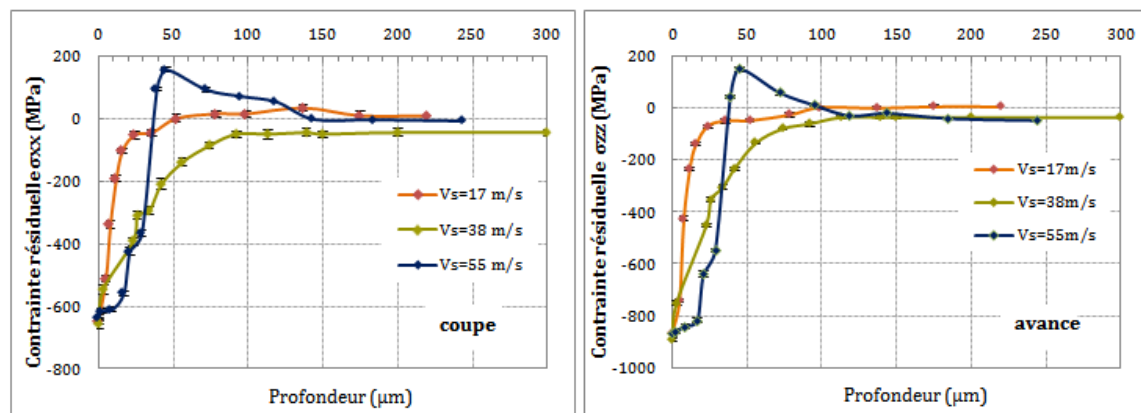 0 50 100 150 200 250 300
200
0
-200
-400
-600
-800
Contrainte résiduelle σxx (MPa)
Vs=17 m/s
Vs=38 m/s
Vs=55 m/s
coupe
Profondeur (µm)
0 50 100 150 200 250 300
200
0
-200
-400
-600
-800
-1000
Contrainte résiduelle σzz (MPa)
Vs=17m/s
Vs=38m/s
Vs=55m/s
avance
Profondeur (µm)